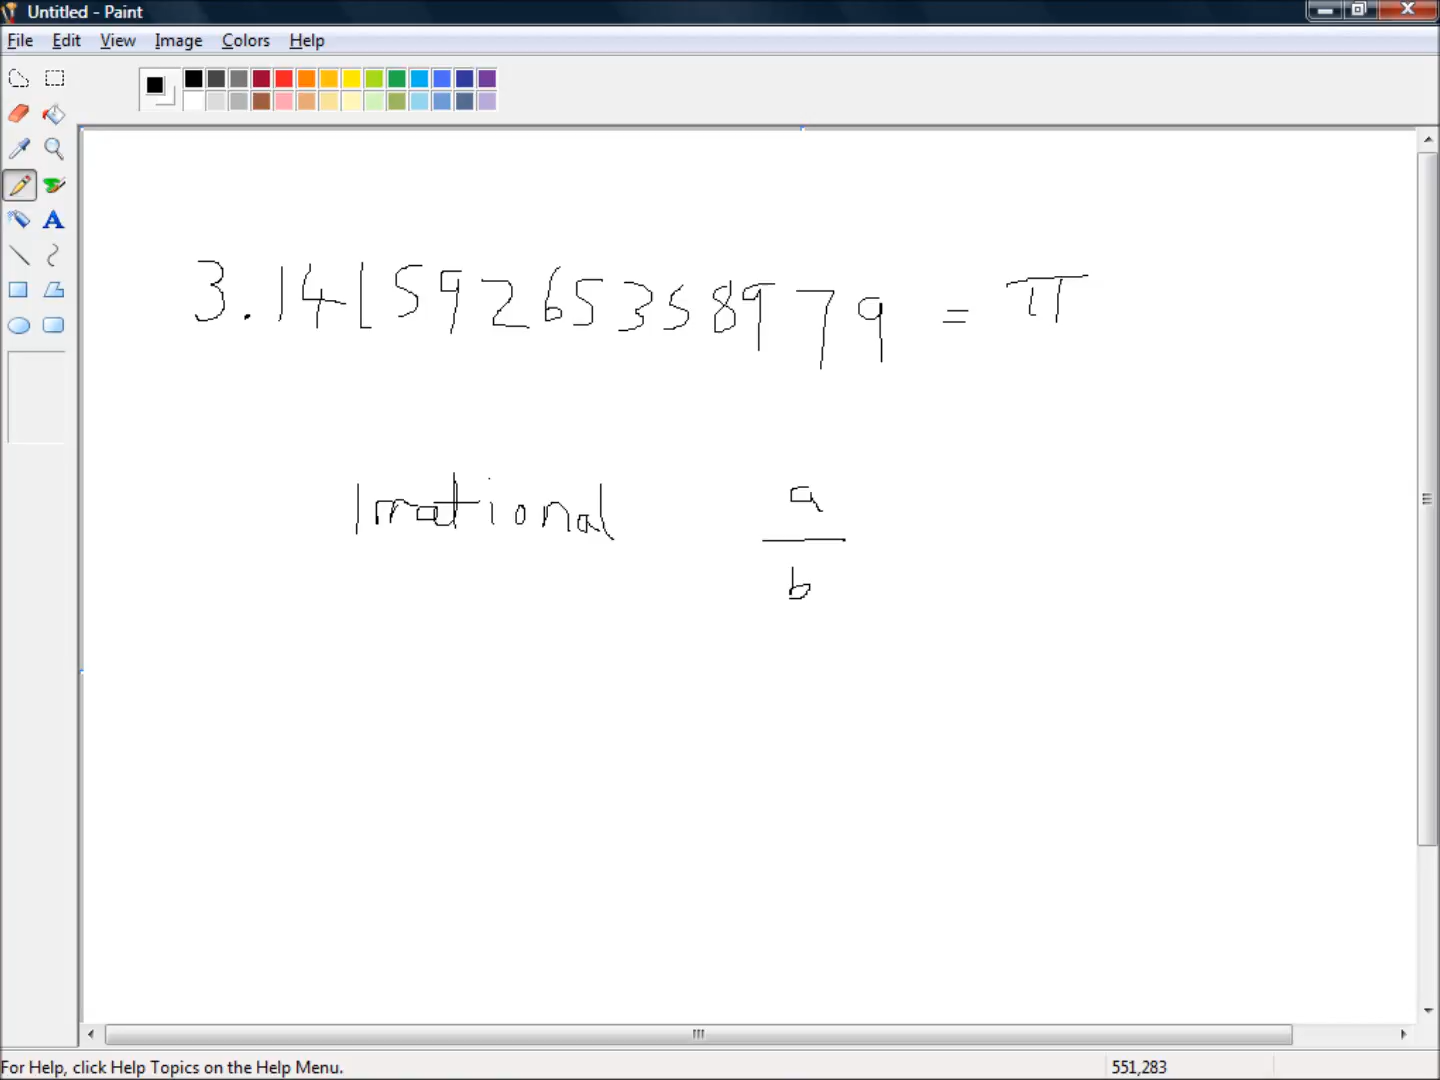 Untitled - Paint
File Edit View Image Colors Help
3.14159265358979 = π
Irrational
a
b
For Help, click Help Topics on the Help Menu.
551,283